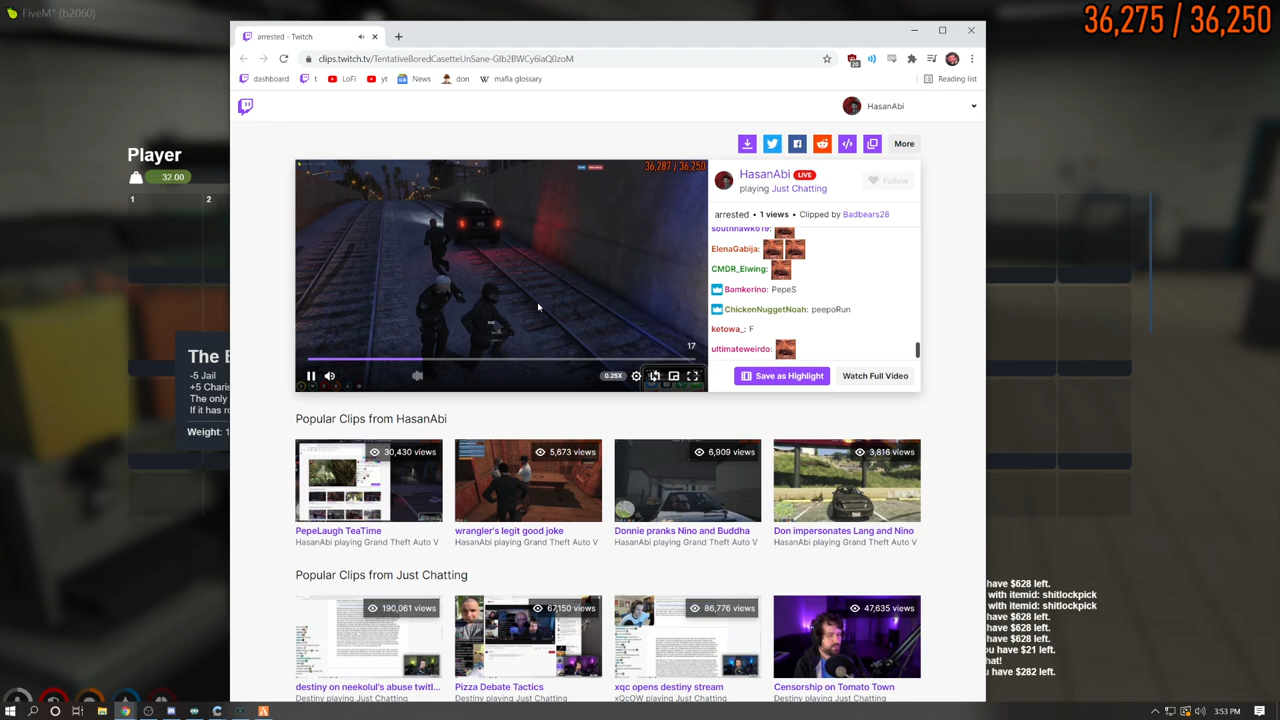 FiveM* (b2060)
36,275 / 36,250
arrested - Twitch
clips.twitch.tv/TentativeBoredCasetteUnSane-Glb2BWCy6iaQ0zoM
20
dashboard
t
LoFi
yt
News
don
mafia glossary
Reading list
HasanAbi
More
Player
32.00
1
2
36,287 / 36,250
HasanAbi LIVE
playing Just Chatting
Follow
arrested • 1 views • Clipped by Badbears28
southhawk619:
ElenaGabija:
CMDR_Elwing:
Bamkerino: PepeS
ChickenNuggetNoah: peepoRun
ketowa_: F
ultimateweirdo:
17
0.25X
Save as Highlight
Watch Full Video
The B
-5 Jail
+5 Charis
The only
If it has ro
Weight: 1
Popular Clips from HasanAbi
30,430 views
5,673 views
6,909 views
3,816 views
PepeLaugh TeaTime
wrangler's legit good joke
Donnie pranks Nino and Buddha
Don impersonates Lang and Nino
HasanAbi playing Grand Theft Auto V
HasanAbi playing Grand Theft Auto V
HasanAbi playing Grand Theft Auto V
HasanAbi playing Grand Theft Auto V
Popular Clips from Just Chatting
190,061 views
67,150 views
86,776 views
47,635 views
destiny on neekolul's abuse twitl...
Pizza Debate Tactics
xqc opens destiny stream
Censorship on Tomato Town
Destiny playing Just Chatting
Destiny playing Just Chatting
xQcOW playing Just Chatting
Destiny playing Just Chatting
have $628 left.
with itemid: shitlockpick
with itemid: shitlockpick
have $628 left.
have $628 left.
have $628 left.
ou have $21 left.
hat!
u have $282 left.
3:53 PM